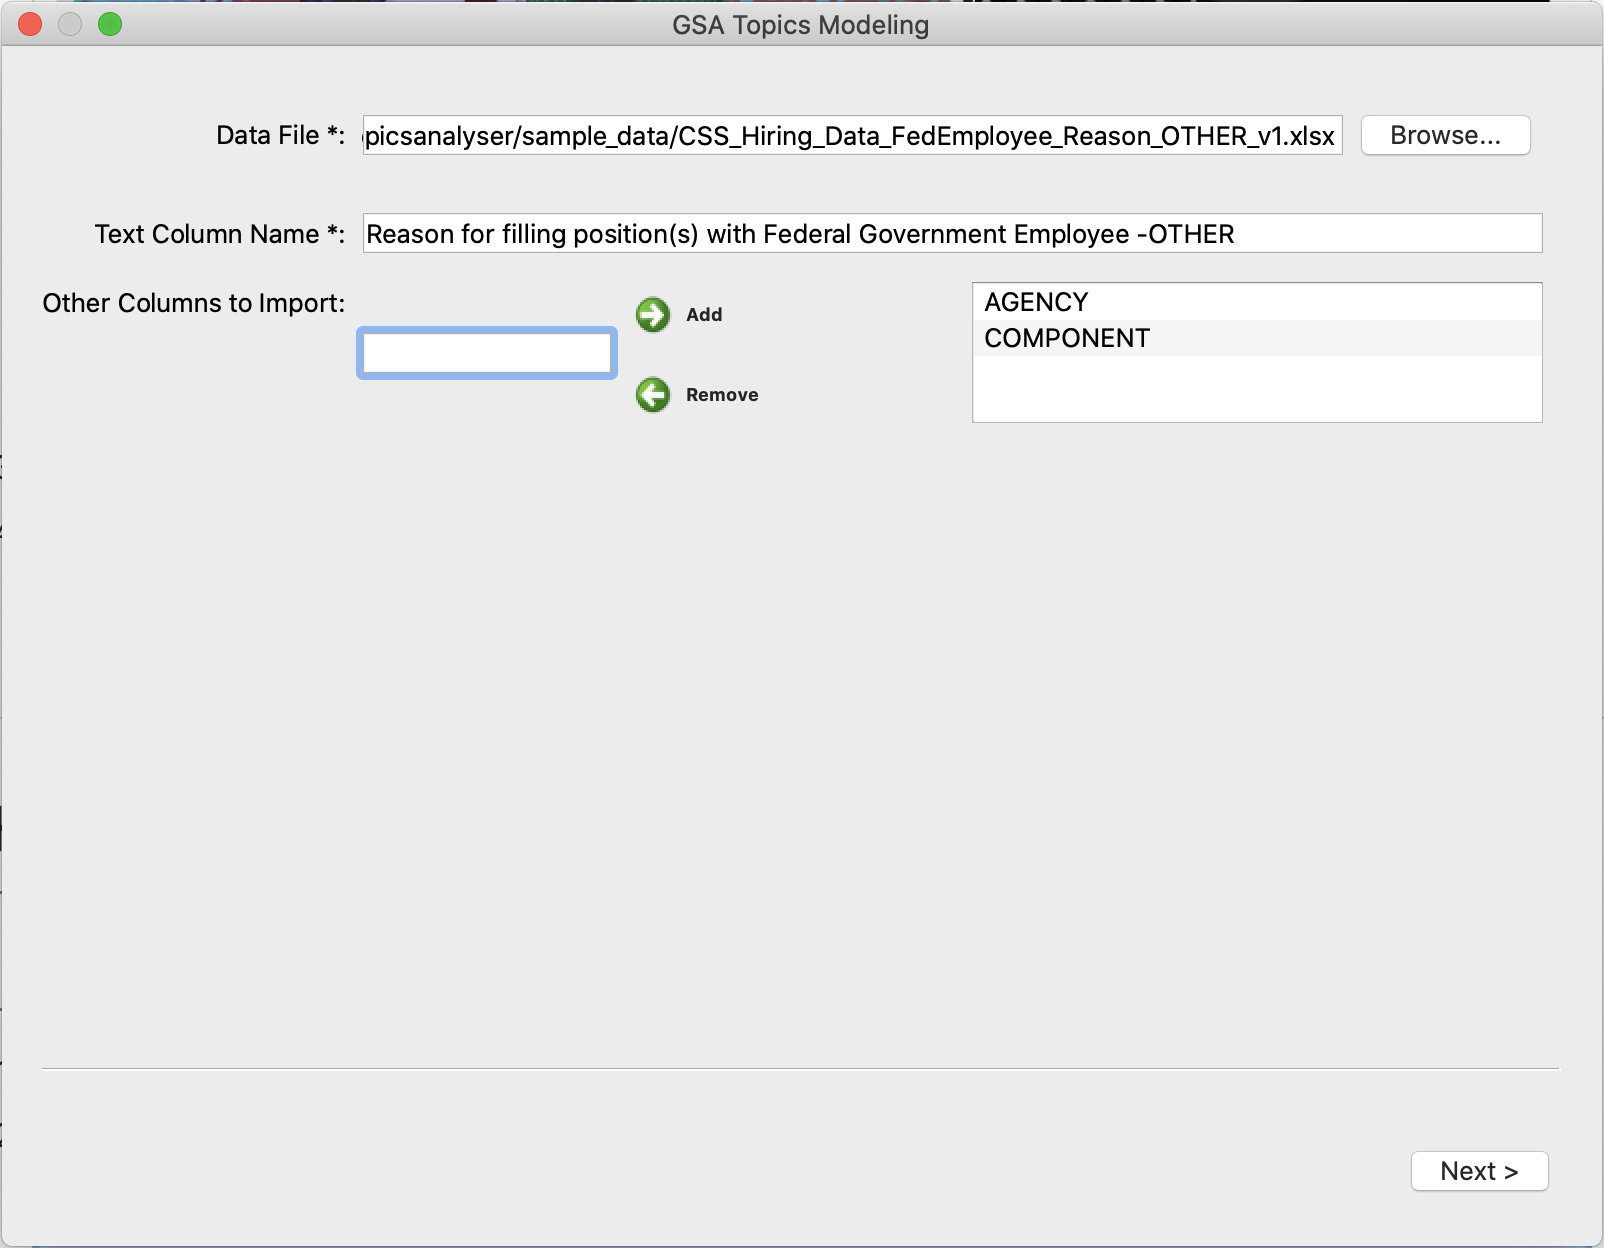 GSA Topics Modeling
Data File *:
picsanalyser/sample_data/CSS_Hiring_Data_FedEmployee_Reason_OTHER_v1.xlsx
Browse...
Text Column Name *:
Reason for filling position(s) with Federal Government Employee -OTHER
Other Columns to Import:
Add
Remove
AGENCY
COMPONENT
Next >